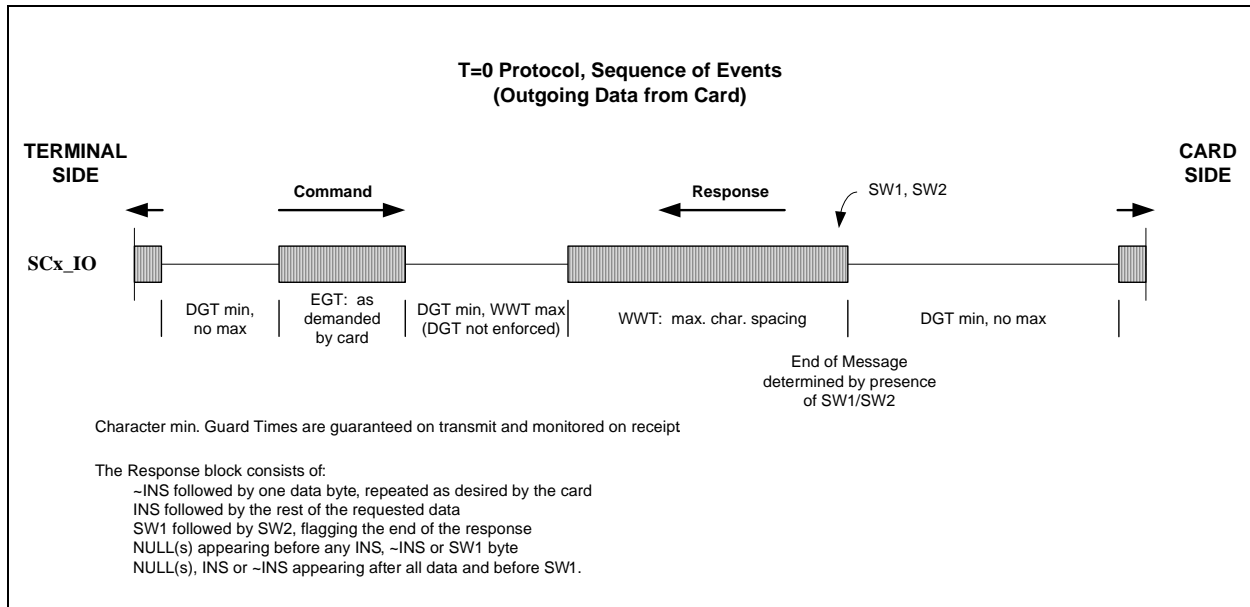 T=0 Protocol, Sequence of Events
(Outgoing Data from Card)
TERMINAL
SIDE
CARD
SIDE
Command
Response
SW1, SW2
SCx_IO
DGT min,
no max
EGT: as
demanded
by card
DGT min, WWT max
(DGT not enforced)
WWT: max. char. spacing
DGT min, no max
End of Message
determined by presence
of SW1/SW2
Character min. Guard Times are guaranteed on transmit and monitored on receipt
The Response block consists of:
~INS followed by one data byte, repeated as desired by the card
INS followed by the rest of the requested data
SW1 followed by SW2, flagging the end of the response
NULL(s) appearing before any INS, ~INS or SW1 byte
NULL(s), INS or ~INS appearing after all data and before SW1.